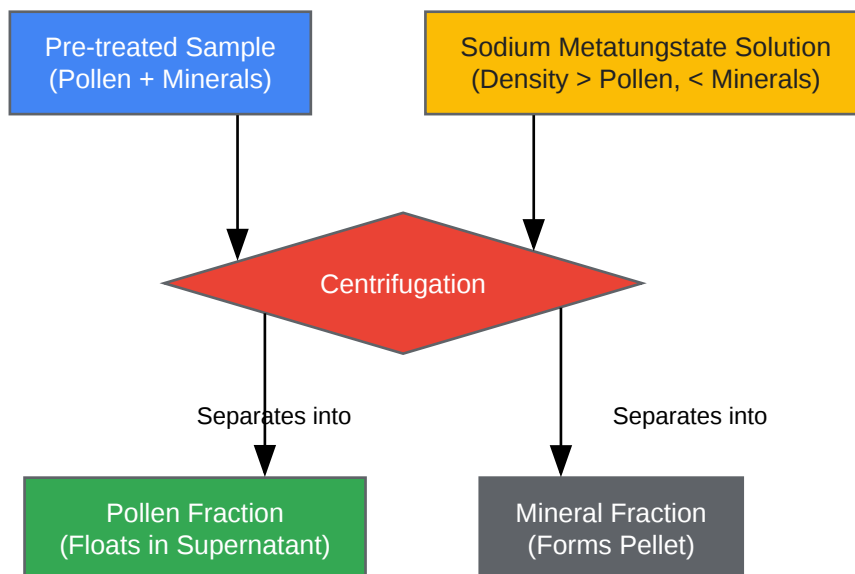 Pre-treated Sample
(Pollen + Minerals)
Sodium Metatungstate Solution
(Density > Pollen, < Minerals)
Centrifugation
Separates into
Separates into
Pollen Fraction
(Floats in Supernatant)
Mineral Fraction
(Forms Pellet)